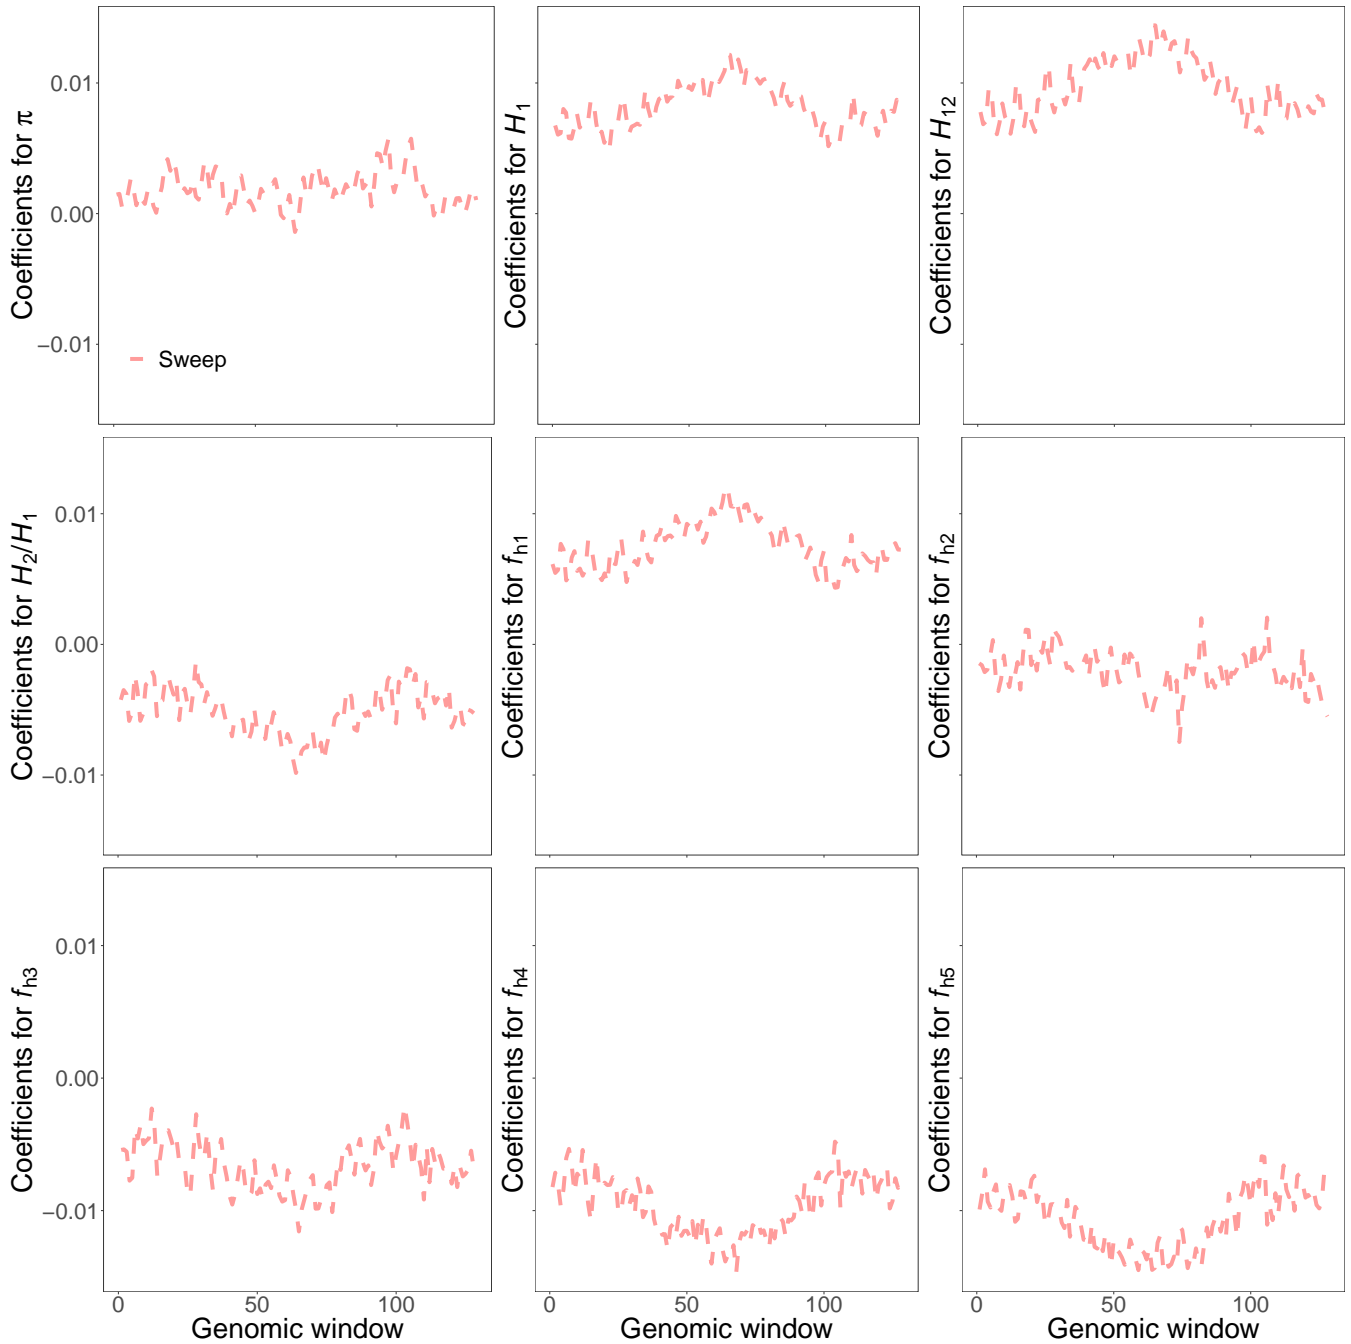 Coefficients for π
0.01
0.00
−0.01
Sweep
Coefficients for H1
Coefficients for H12
Coefficients for H2/H1
0.01
0.00
−0.01
Coefficients for fh1
Coefficients for fh2
Coefficients for fh3
0.01
0.00
−0.01
0 50 100
Genomic window
Coefficients for fh4
0 50 100
Genomic window
Coefficients for fh5
0 50 100
Genomic window